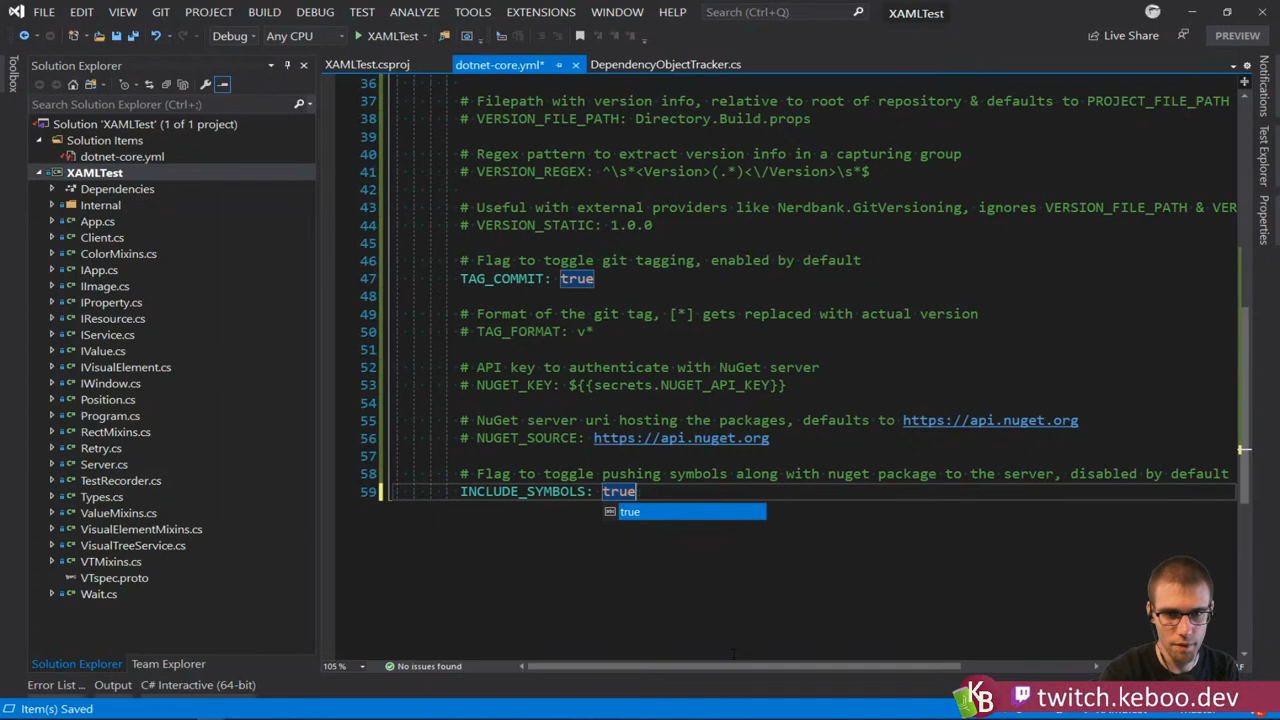 FILE EDIT VIEW GIT PROJECT BUILD DEBUG TEST ANALYZE TOOLS EXTENSIONS WINDOW HELP Search (Ctrl+Q) XAMLTest
Debug Any CPU XAMLTest Live Share PREVIEW
Toolbox
Solution Explorer
Search Solution Explorer (Ctrl+;)
Solution 'XAMLTest' (1 of 1 project)
Solution Items
dotnet-core.yml
XAMLTest
Dependencies
Internal
App.cs
Client.cs
ColorMixins.cs
IApp.cs
IImage.cs
IProperty.cs
IResource.cs
IService.cs
IValue.cs
IVisualElement.cs
IWindow.cs
Position.cs
Program.cs
RectMixins.cs
Retry.cs
Server.cs
TestRecorder.cs
Types.cs
ValueMixins.cs
VisualElementMixins.cs
VisualTreeService.cs
VTMixins.cs
VTspec.proto
Wait.cs
Solution Explorer Team Explorer
XAMLTest.csproj dotnet-core.yml* DependencyObjectTracker.cs
36
37 # Filepath with version info, relative to root of repository & defaults to PROJECT_FILE_PATH
38 # VERSION_FILE_PATH: Directory.Build.props
39
40 # Regex pattern to extract version info in a capturing group
41 # VERSION_REGEX: ^\s*<Version>(.*)<\/Version>\s*$
42
43 # Useful with external providers like Nerdbank.GitVersioning, ignores VERSION_FILE_PATH & VER
44 # VERSION_STATIC: 1.0.0
45
46 # Flag to toggle git tagging, enabled by default
47 TAG_COMMIT: true
48
49 # Format of the git tag, [*] gets replaced with actual version
50 # TAG_FORMAT: v*
51
52 # API key to authenticate with NuGet server
53 # NUGET_KEY: ${{secrets.NUGET_API_KEY}}
54
55 # NuGet server uri hosting the packages, defaults to https://api.nuget.org
56 # NUGET_SOURCE: https://api.nuget.org
57
58 # Flag to toggle pushing symbols along with nuget package to the server, disabled by default
59 INCLUDE_SYMBOLS: true
true
105 % No issues found
Notifications
Test Explorer
Properties
Error List ... Output C# Interactive (64-bit)
Item(s) Saved
KB twitch.keboo.dev